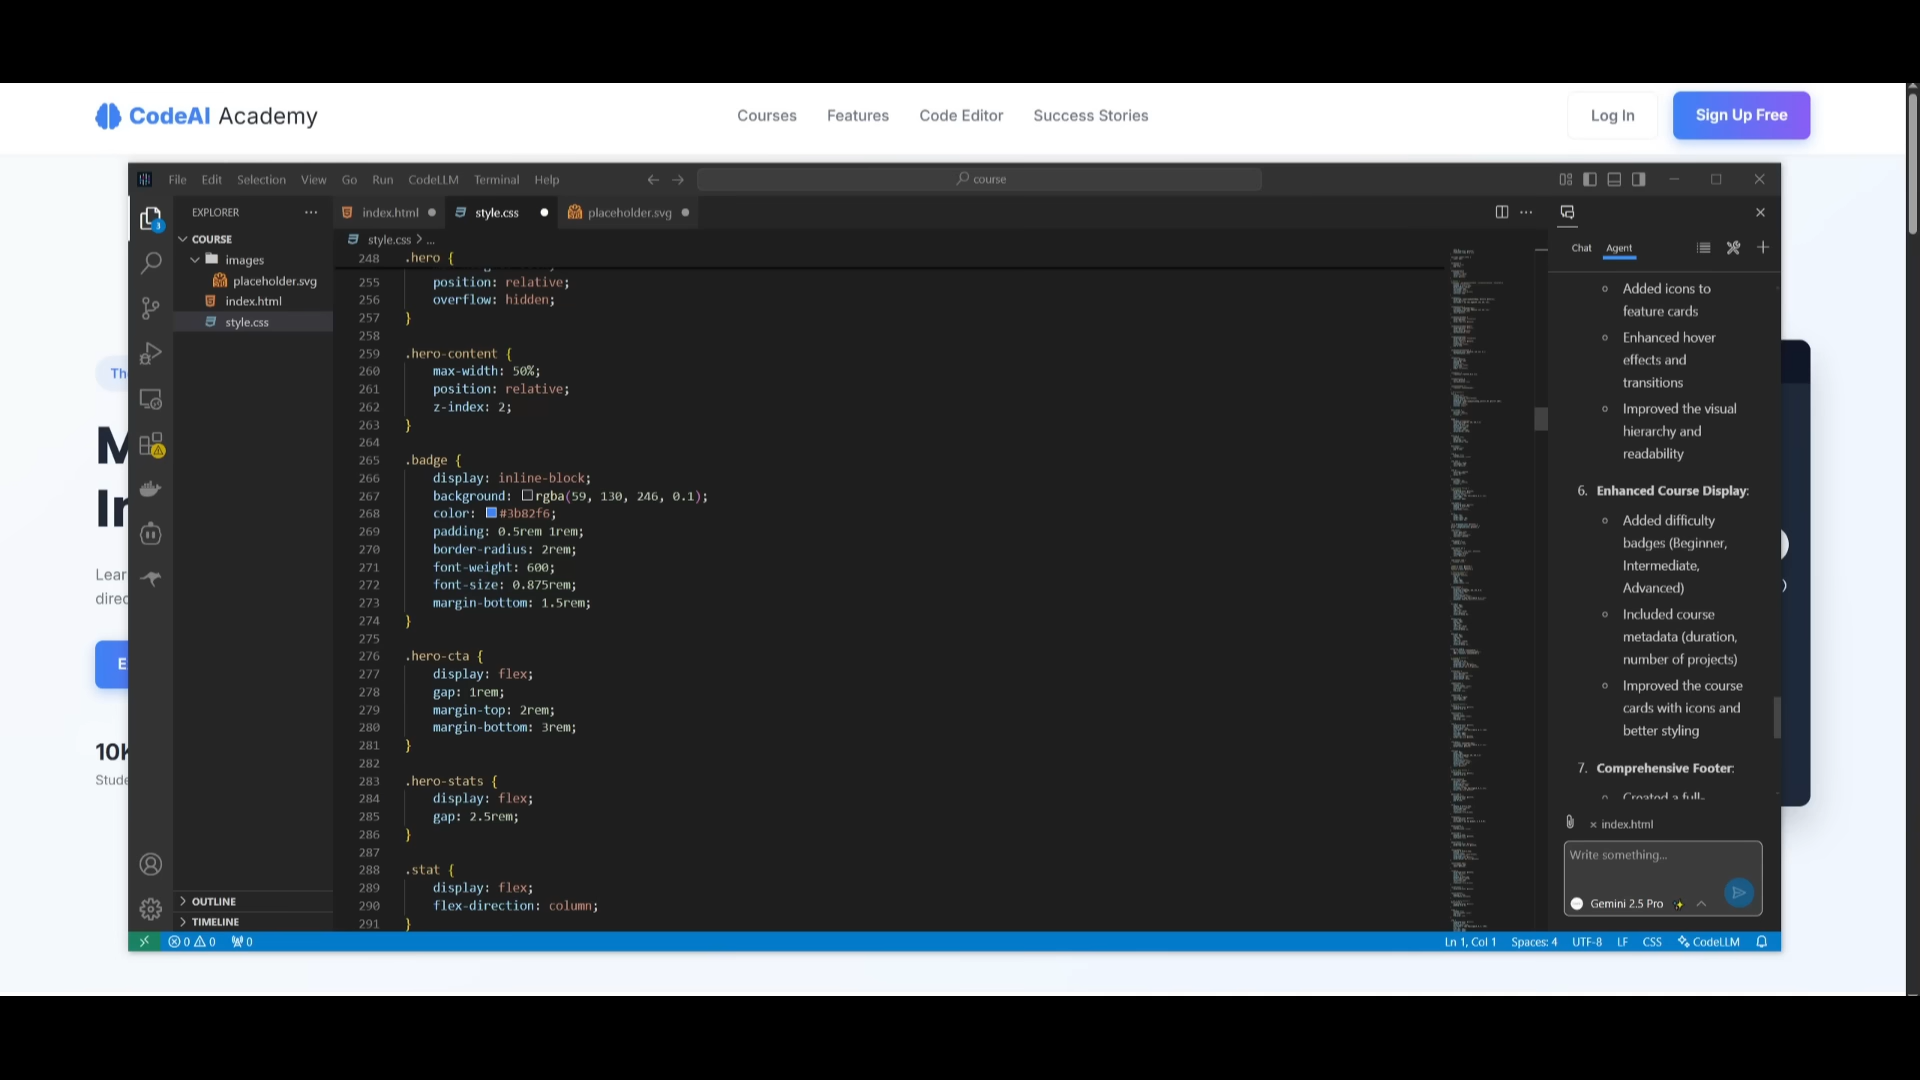 CodeAI Academy
Courses Features Code Editor Success Stories
Log In
Sign Up Free
File Edit Selection View Go Run CodeLLM Terminal Help
course
EXPLORER
COURSE
images
placeholder.svg
index.html
style.css
OUTLINE
TIMELINE
index.html
style.css
placeholder.svg
style.css > ...
248 .hero {
255 position: relative;
256 overflow: hidden;
257 }
258
259 .hero-content {
260 max-width: 50%;
261 position: relative;
262 z-index: 2;
263 }
264
265 .badge {
266 display: inline-block;
267 background: rgba(59, 130, 246, 0.1);
268 color: #3b82f6;
269 padding: 0.5rem 1rem;
270 border-radius: 2rem;
271 font-weight: 600;
272 font-size: 0.875rem;
273 margin-bottom: 1.5rem;
274 }
275
276 .hero-cta {
277 display: flex;
278 gap: 1rem;
279 margin-top: 2rem;
280 margin-bottom: 3rem;
281 }
282
283 .hero-stats {
284 display: flex;
285 gap: 2.5rem;
286 }
287
288 .stat {
289 display: flex;
290 flex-direction: column;
291 }
Chat Agent
Added icons to
feature cards
Enhanced hover
effects and
transitions
Improved the visual
hierarchy and
readability
6. Enhanced Course Display:
Added difficulty
badges (Beginner,
Intermediate,
Advanced)
Included course
metadata (duration,
number of projects)
Improved the course
cards with icons and
better styling
7. Comprehensive Footer:
Created a full-
× index.html
Write something...
Gemini 2.5 Pro
0 0 0
Ln 1, Col 1 Spaces: 4 UTF-8 LF CSS CodeLLM
Th
M
In
Lear
direc
E
10K
Stude